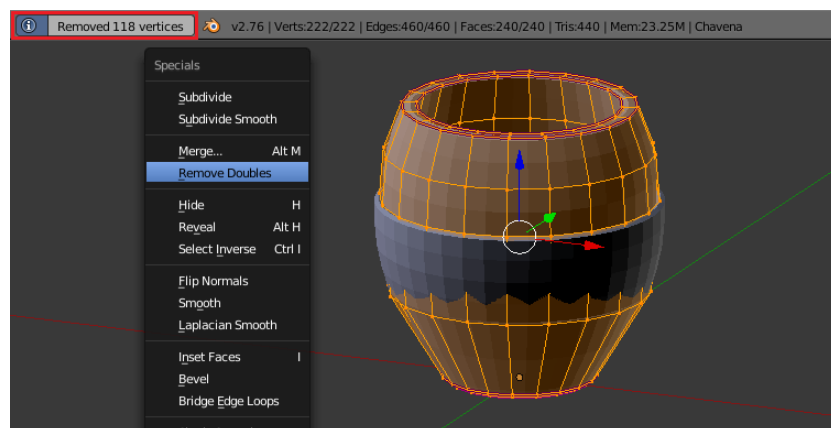 Removed 118 vertices v2.76 | Verts:222/222 | Edges:460/460 | Faces:240/240 | Tris:440 | Mem:23.25M | Chavena
Specials
Subdivide
Subdivide Smooth
Merge... Alt M
Remove Doubles
Hide H
Reveal Alt H
Select Inverse Ctrl I
Flip Normals
Smooth
Laplacian Smooth
Inset Faces I
Bevel
Bridge Edge Loops